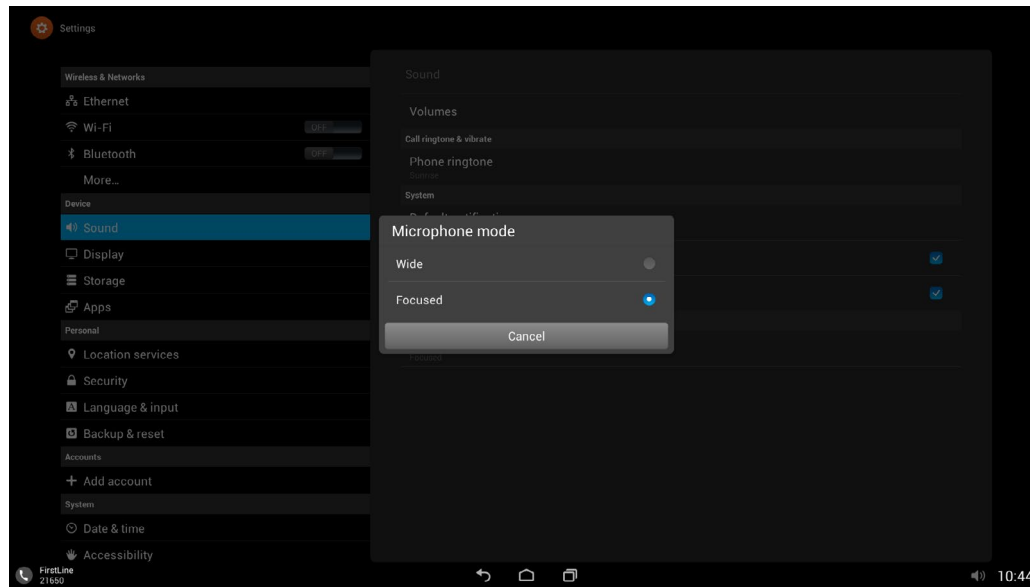 Settings
Wireless & Networks
Ethernet
Wi-Fi OFF
Bluetooth OFF
More...
Device
Sound
Display
Storage
Apps
Personal
Location services
Security
Language & input
Backup & reset
Accounts
Add account
System
Date & time
Accessibility
Sound
Volumes
Call ringtone & vibrate
Phone ringtone
Sunrise
System
Microphone mode
Wide
Focused
Cancel
Focused
FirstLine
21650
10:44